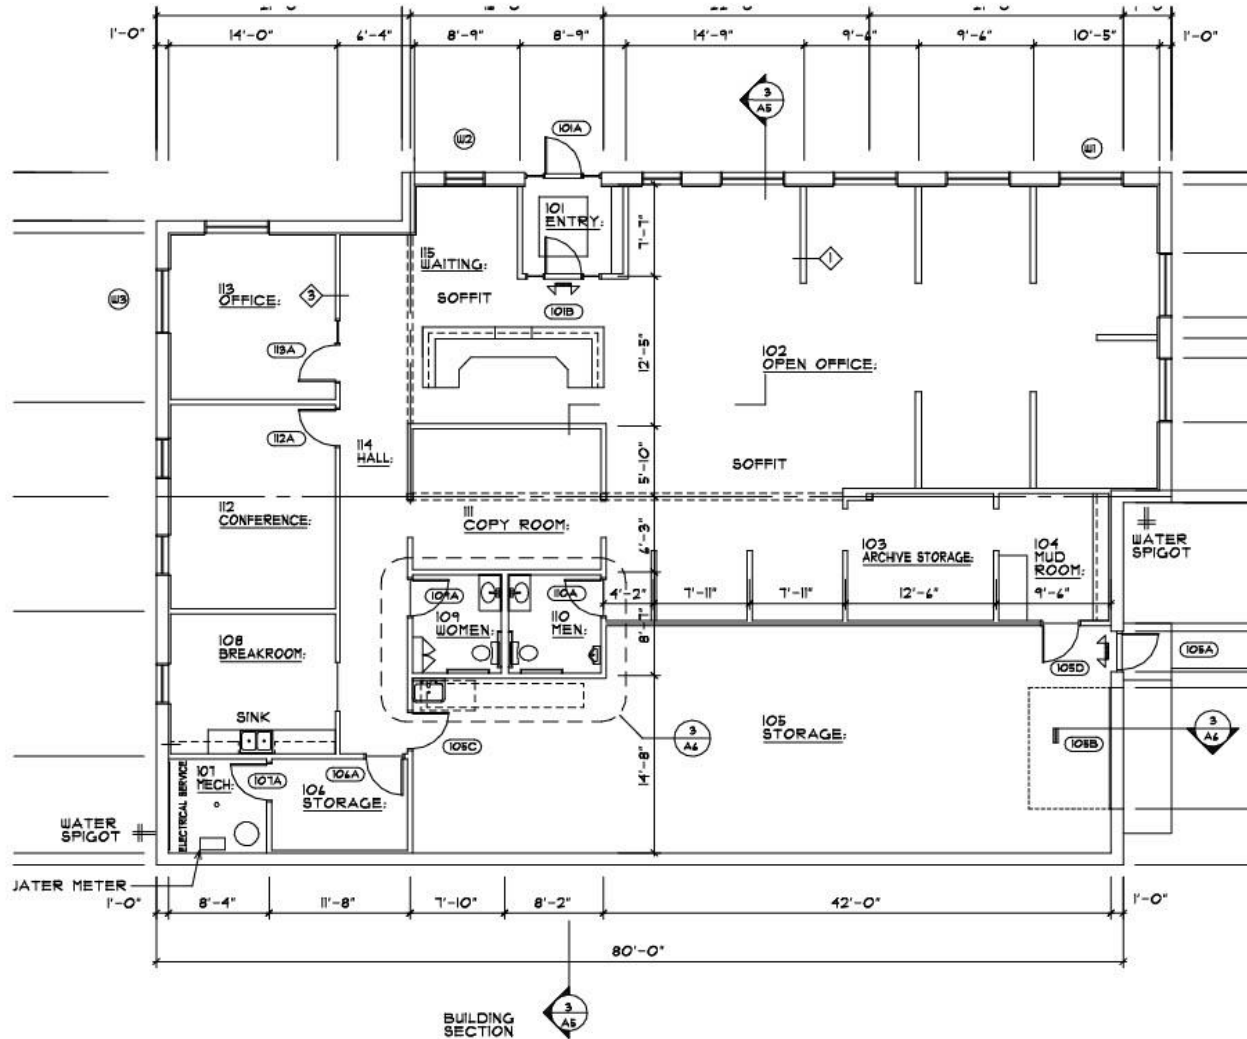 1'-0" 14'-0" 6'-4" 8'-9" 8'-9" 14'-9" 9'-6" 9'-6" 10'-5" 1'-0"
3
A5
W2
101A
W1
101
ENTRY:
7'-7"
115
WAITING:
SOFFIT
1
W3
113
OFFICE:
3
101B
113A
12'-5"
102
OPEN OFFICE:
112A
114
HALL:
5'-10"
SOFFIT
112
CONFERENCE:
111
COPY ROOM:
6'-3"
103
ARCHIVE STORAGE:
104
MUD
ROOM:
WATER
SPIGOT
109A
110A
4'-2" 7'-11" 7'-11" 12'-6" 9'-6"
109
WOMEN:
110
MEN:
8'-7"
108
BREAKROOM:
105D
105A
SINK
105C
3
A6
105
STORAGE:
105B
3
A6
14'-8"
107
MECH:
107A
106A
106
STORAGE:
ELECTRICAL SERVICE
WATER
SPIGOT
WATER METER
1'-0" 8'-4" 11'-8" 7'-10" 8'-2" 42'-0" 1'-0"
80'-0"
BUILDING
SECTION
3
A5